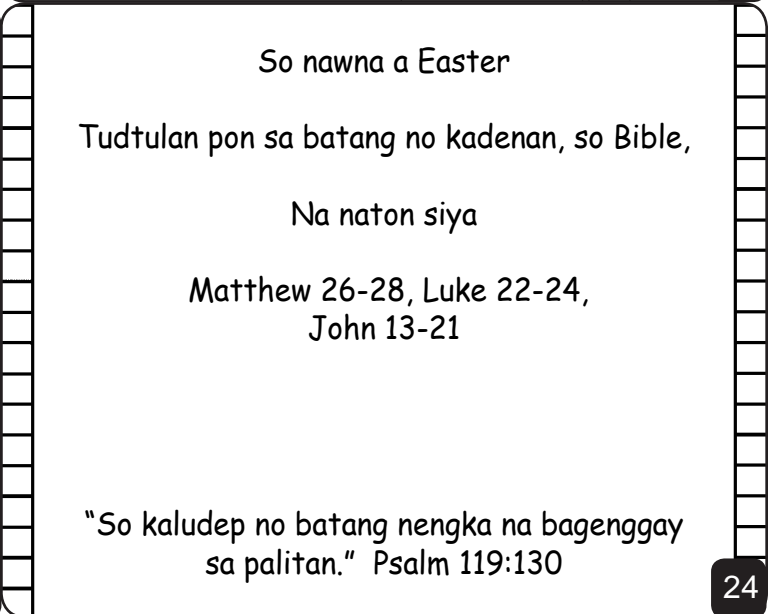 So nawna a Easter
Tudtulan pon sa batang no kadenan, so Bible,
Na naton siya
Matthew 26-28, Luke 22-24,
John 13-21
“So kaludep no batang nengka na bagenggay
sa palitan.” Psalm 119:130
24